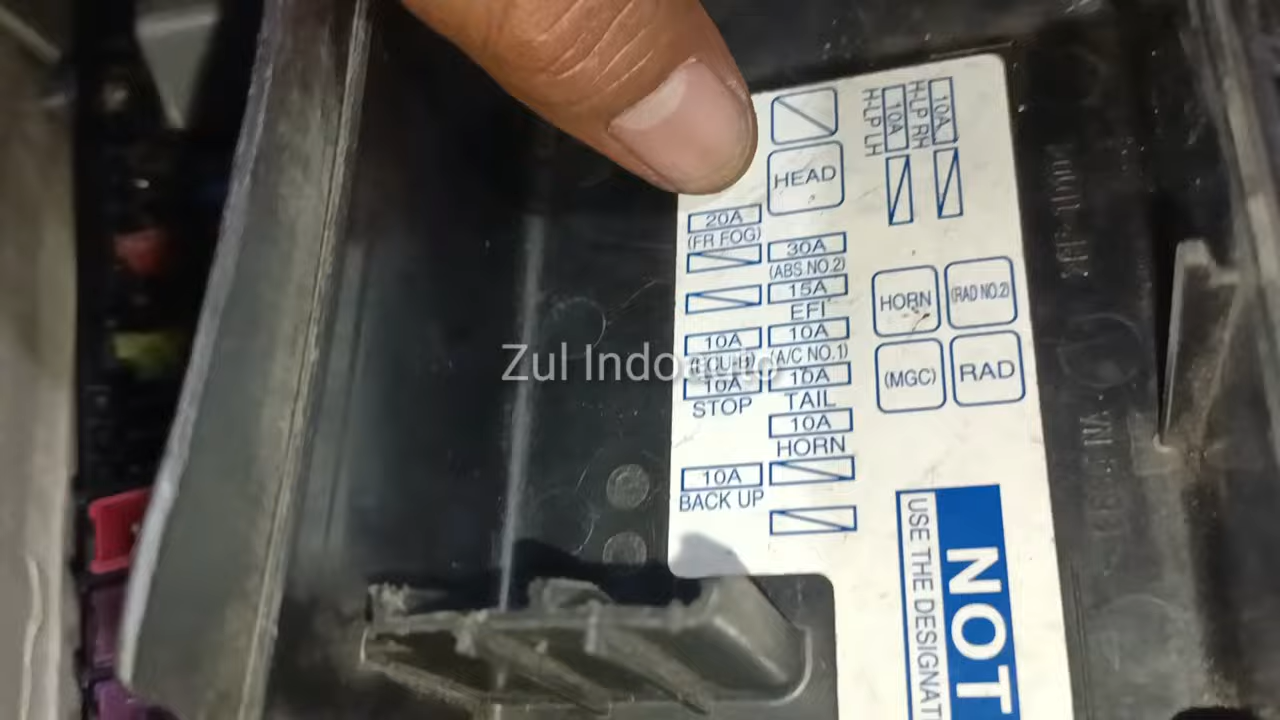 10A
H-LP RH
10A
H-LP LH
HEAD
20A
(FR FOG)
30A
(ABS NO.2)
15A
EFI
10A
(ECU-B)
10A
(A/C NO.1)
10A
STOP
10A
TAIL
10A
HORN
10A
BACK UP
HORN
(RAD NO.2)
(MGC)
RAD
NOT
USE THE DESIGNAT
Zul Indoauto